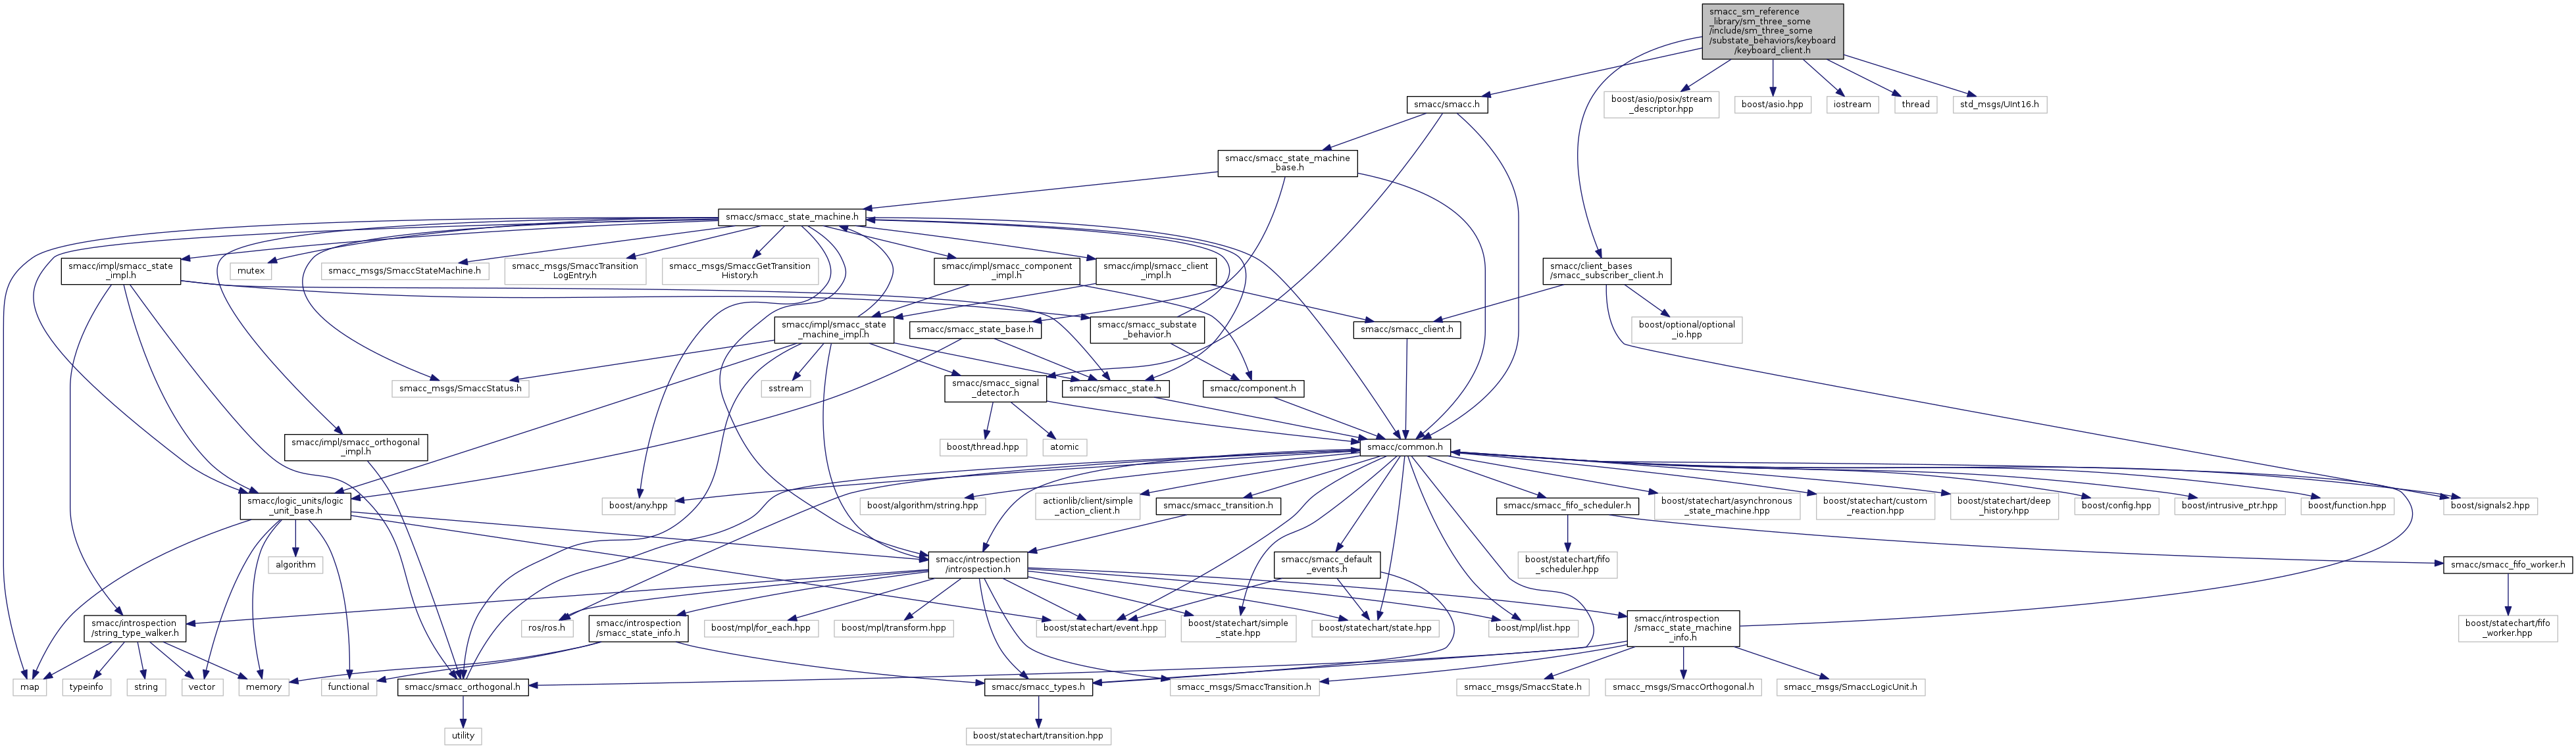 smacc_sm_reference
_library/sm_three_some
/include/sm_three_some
/substate_behaviors/keyboard
/keyboard_client.h
smacc/smacc.h
boost/asio/posix/stream
_descriptor.hpp
boost/asio.hpp
iostream
thread
std_msgs/UInt16.h
smacc/smacc_state_machine
_base.h
smacc/smacc_state_machine.h
smacc/impl/smacc_state
_impl.h
mutex
smacc_msgs/SmaccStateMachine.h
smacc_msgs/SmaccTransition
LogEntry.h
smacc_msgs/SmaccGetTransition
History.h
smacc/impl/smacc_component
_impl.h
smacc/impl/smacc_client
_impl.h
smacc/client_bases
/smacc_subscriber_client.h
smacc/impl/smacc_state
_machine_impl.h
smacc/smacc_state_base.h
smacc/smacc_substate
_behavior.h
smacc/smacc_client.h
boost/optional/optional
_io.hpp
smacc_msgs/SmaccStatus.h
sstream
smacc/smacc_signal
_detector.h
smacc/smacc_state.h
smacc/component.h
smacc/impl/smacc_orthogonal
_impl.h
boost/thread.hpp
atomic
smacc/common.h
smacc/logic_units/logic
_unit_base.h
boost/any.hpp
boost/algorithm/string.hpp
actionlib/client/simple
_action_client.h
smacc/smacc_transition.h
smacc/smacc_fifo_scheduler.h
boost/statechart/asynchronous
_state_machine.hpp
boost/statechart/custom
_reaction.hpp
boost/statechart/deep
_history.hpp
boost/config.hpp
boost/intrusive_ptr.hpp
boost/function.hpp
boost/signals2.hpp
algorithm
smacc/introspection
/introspection.h
smacc/smacc_default
_events.h
boost/statechart/fifo
_scheduler.hpp
smacc/smacc_fifo_worker.h
smacc/introspection
/string_type_walker.h
ros/ros.h
smacc/introspection
/smacc_state_info.h
boost/mpl/for_each.hpp
boost/mpl/transform.hpp
boost/statechart/event.hpp
boost/statechart/simple
_state.hpp
boost/statechart/state.hpp
boost/mpl/list.hpp
smacc/introspection
/smacc_state_machine
_info.h
boost/statechart/fifo
_worker.hpp
map
typeinfo
string
vector
memory
functional
smacc/smacc_orthogonal.h
smacc/smacc_types.h
smacc_msgs/SmaccTransition.h
smacc_msgs/SmaccState.h
smacc_msgs/SmaccOrthogonal.h
smacc_msgs/SmaccLogicUnit.h
utility
boost/statechart/transition.hpp